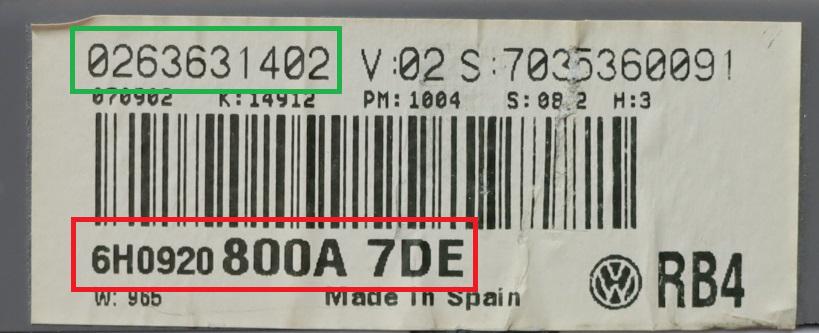 0263631402 V:02 S:7035360091
070902 K:14912 PM:1004 S:08 2 H:3
6H0920 800A 7DE
W: 965 Made in Spain RB4